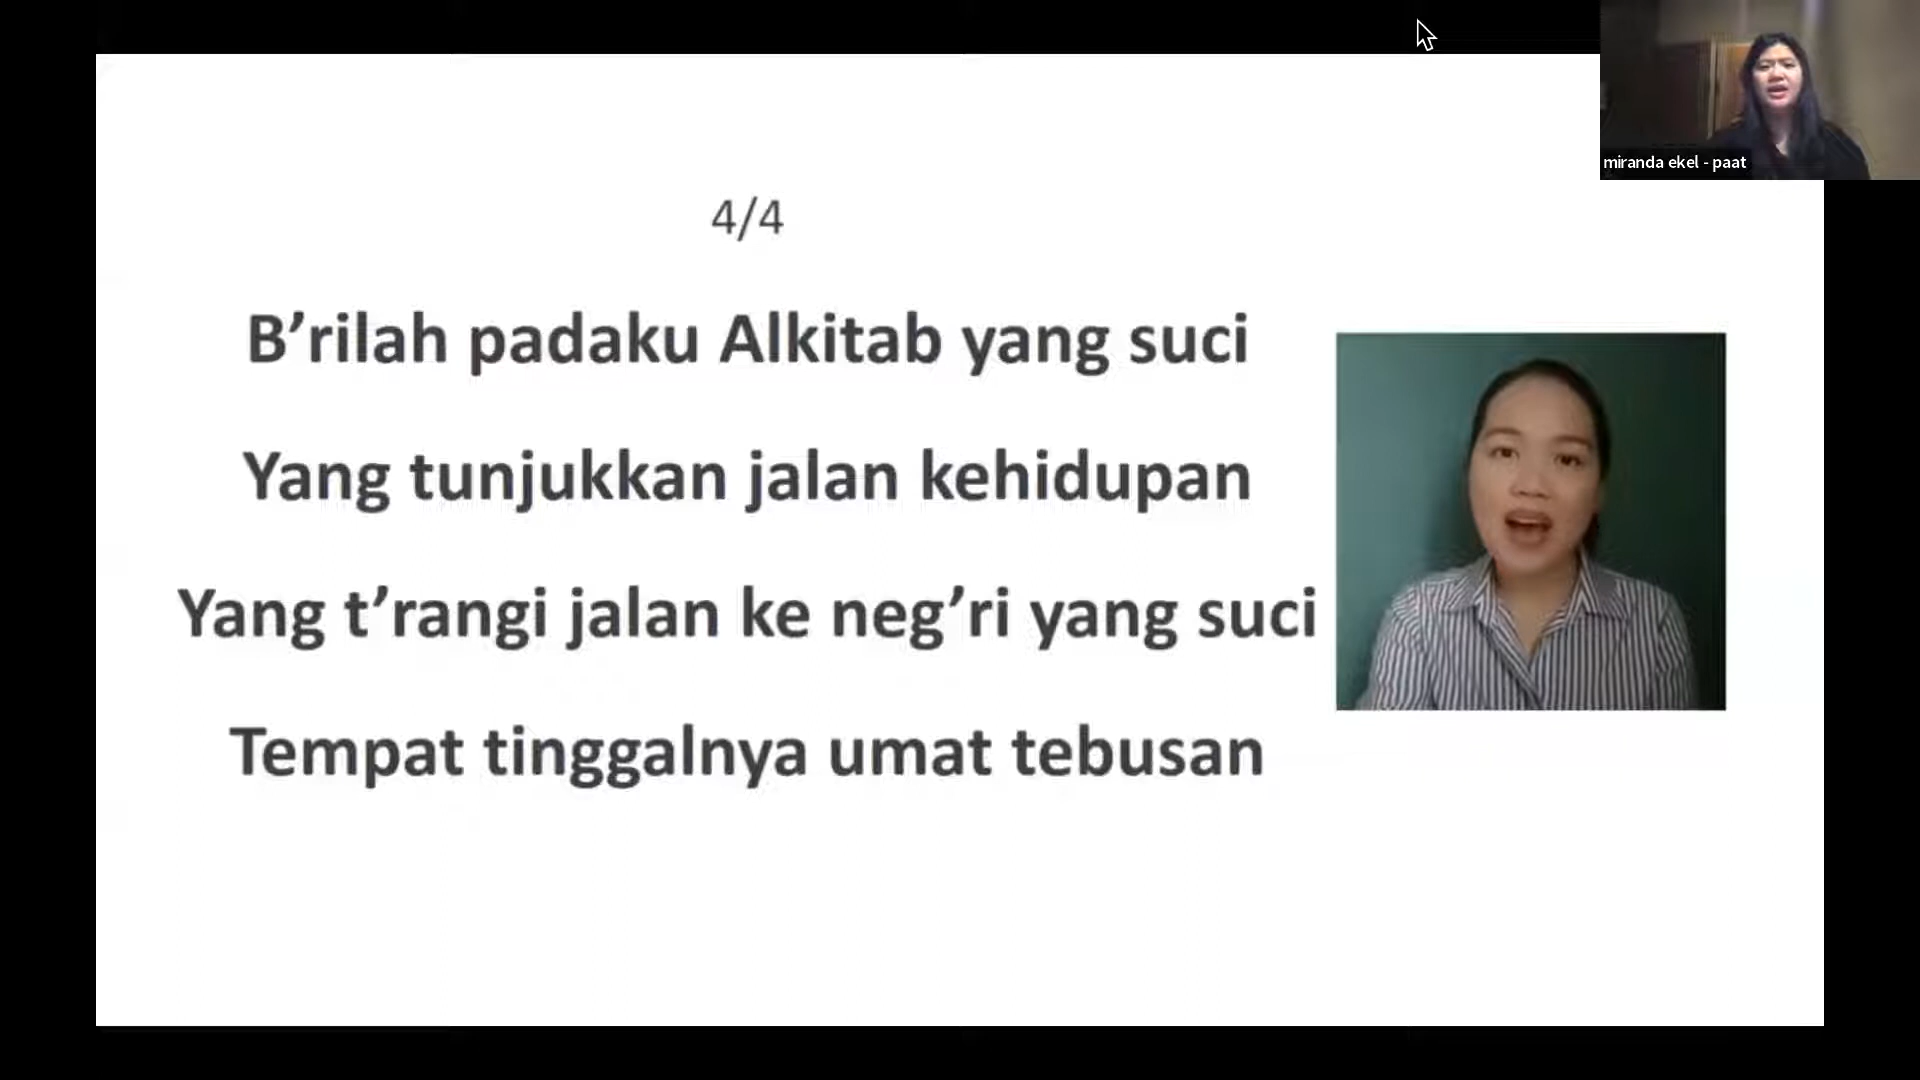 miranda ekel - paat
4/4
B’rilah padaku Alkitab yang suci
Yang tunjukkan jalan kehidupan
Yang t’rangi jalan ke neg’ri yang suci
Tempat tinggalnya umat tebusan